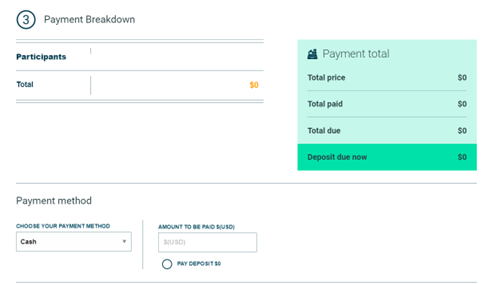 3 Payment Breakdown
Participants
Total $0
Payment total
Total price $0
Total paid $0
Total due $0
Deposit due now $0
Payment method
CHOOSE YOUR PAYMENT METHOD
Cash
AMOUNT TO BE PAID $(USD)
$(USD)
PAY DEPOSIT $0